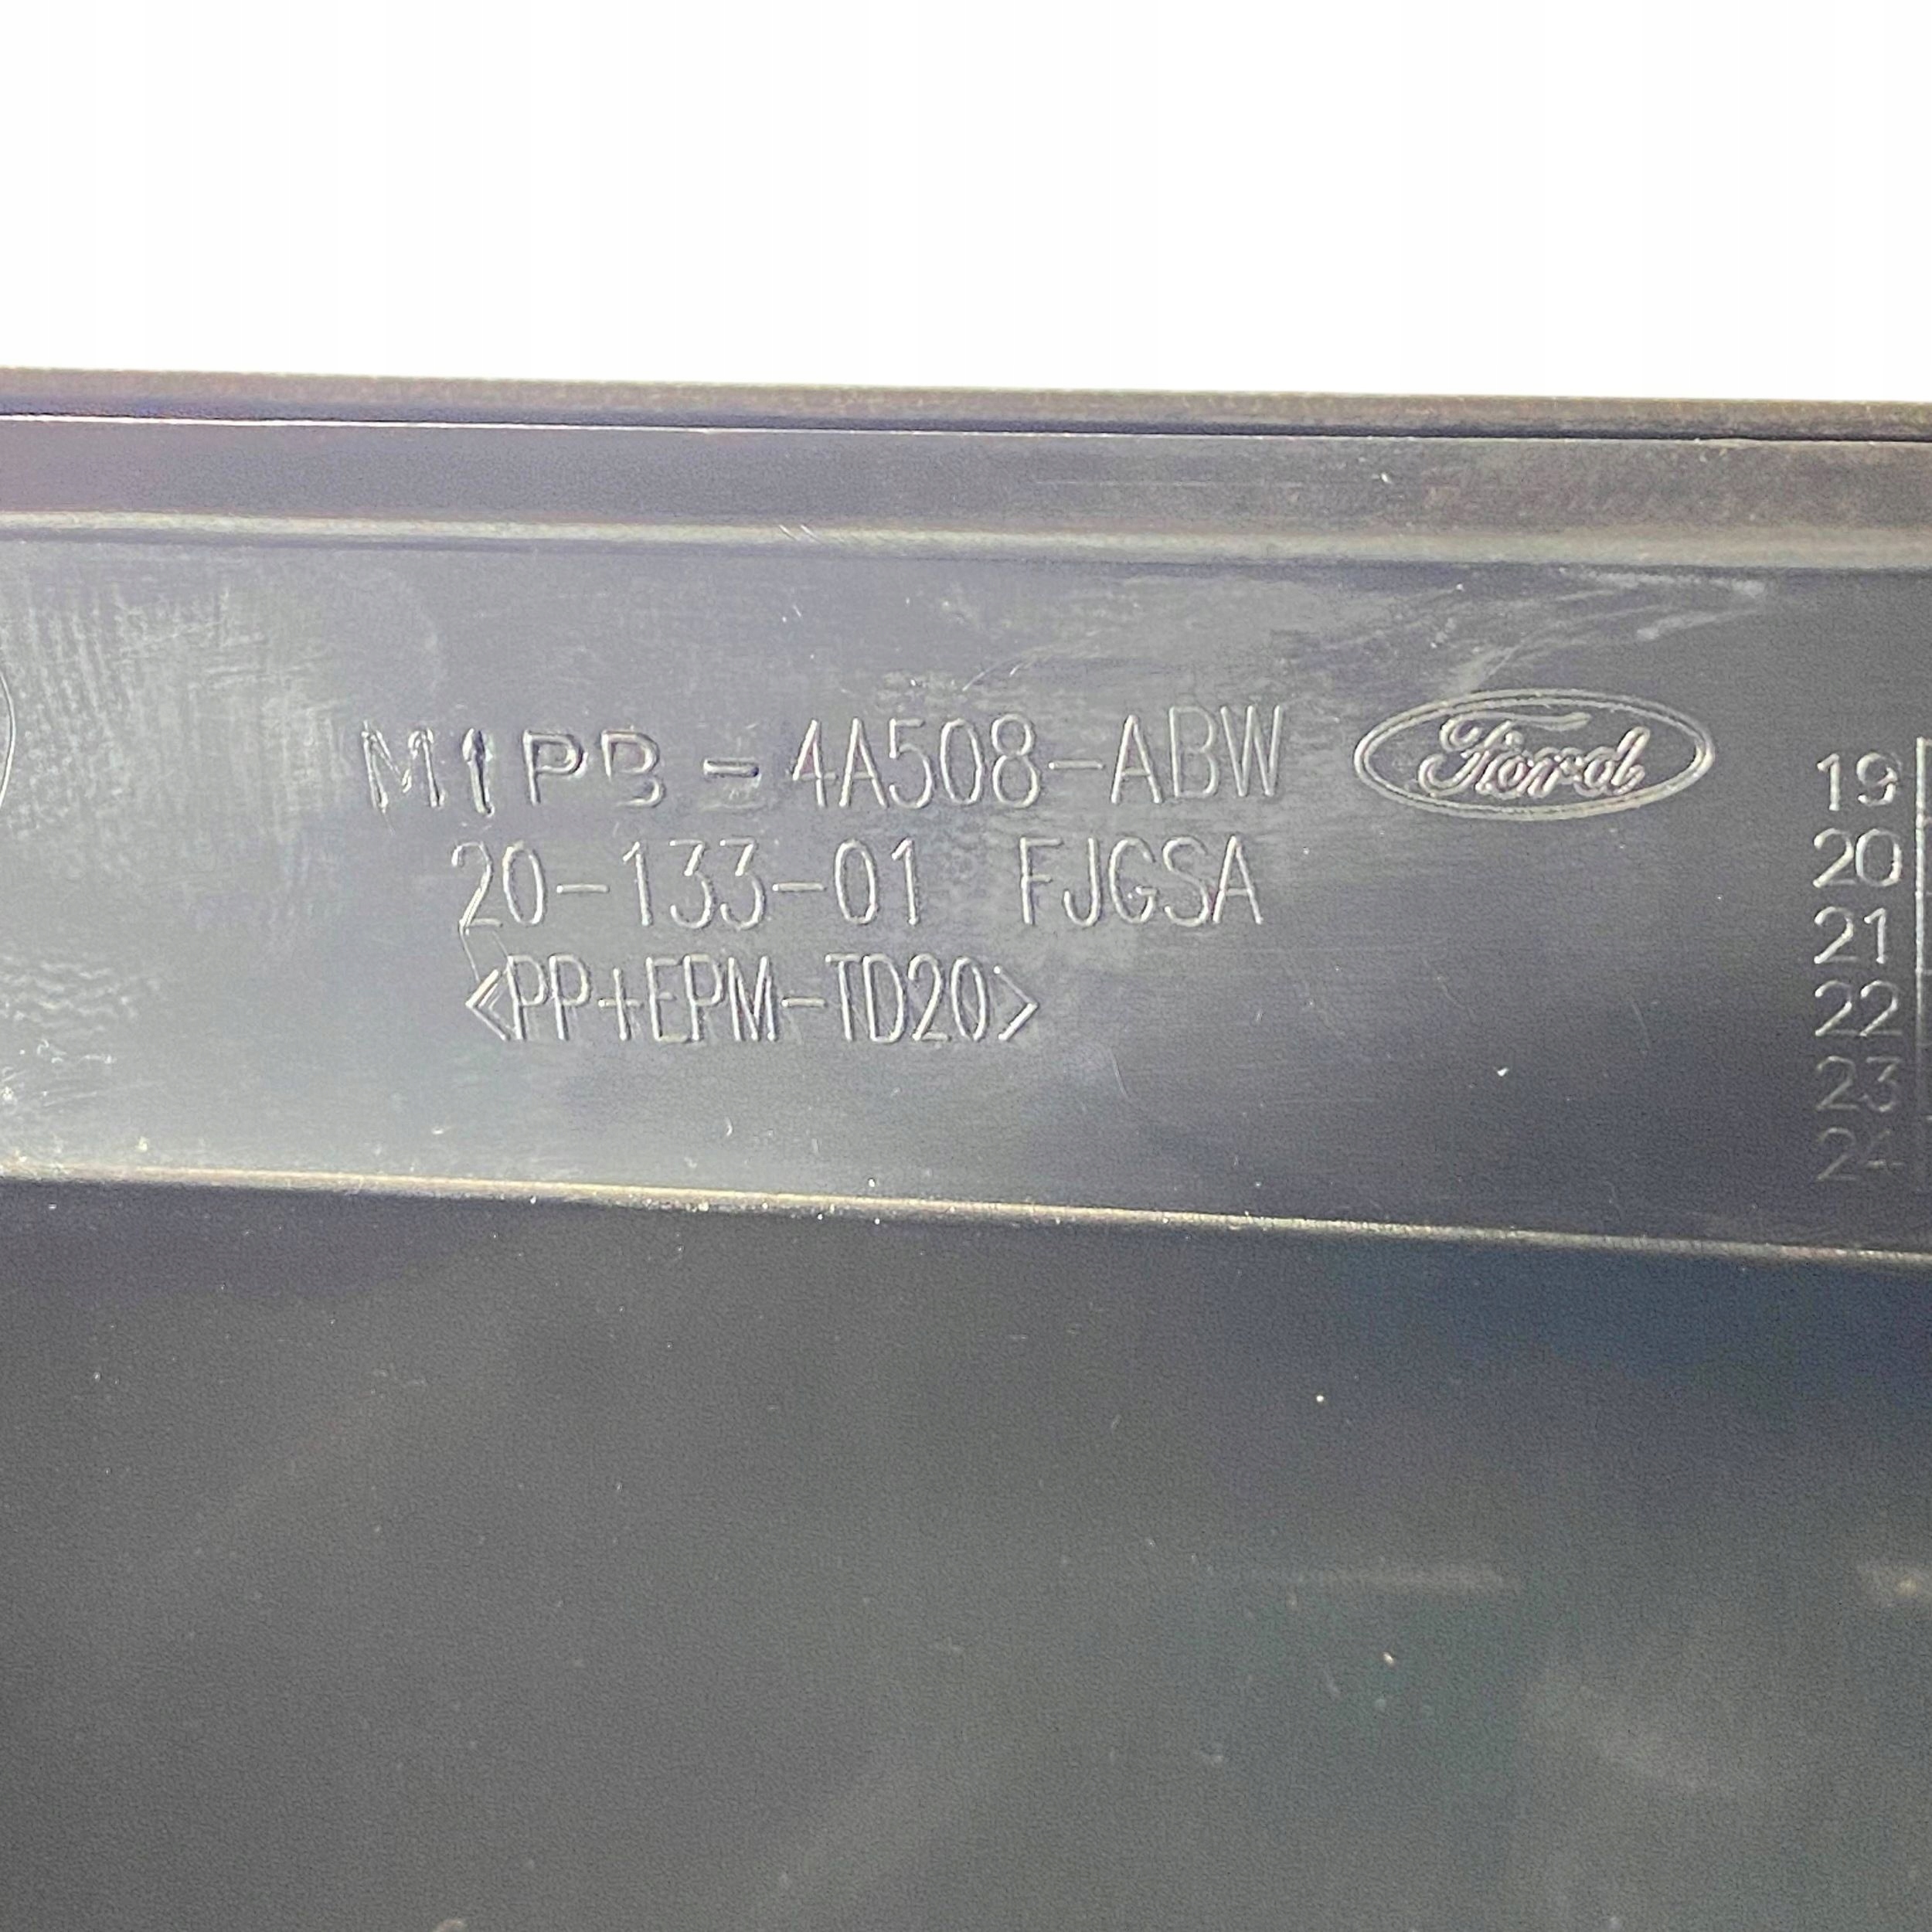 M1PB-4A508-ABW
Ford
20-133-01 FJGSA
<PP+EPM-TD20>
19
20
21
22
23
24